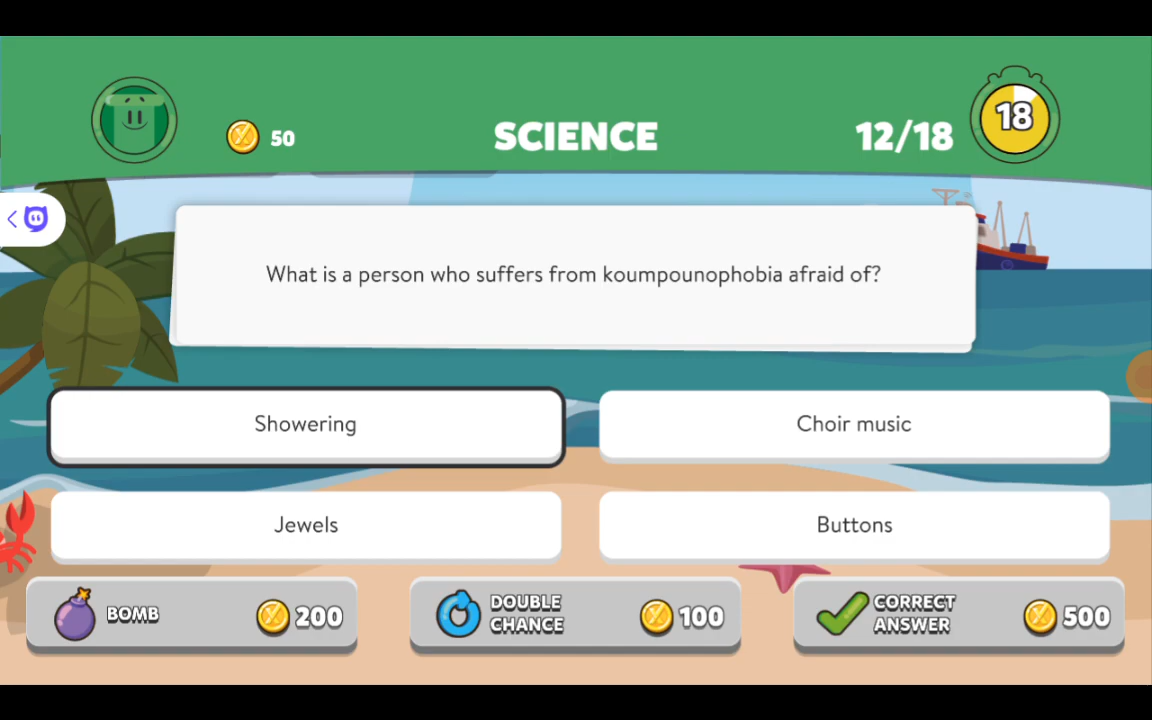 50
SCIENCE
12/18
18
What is a person who suffers from koumpounophobia afraid of?
Showering
Choir music
Jewels
Buttons
BOMB
200
DOUBLE
CHANCE
100
CORRECT
ANSWER
500